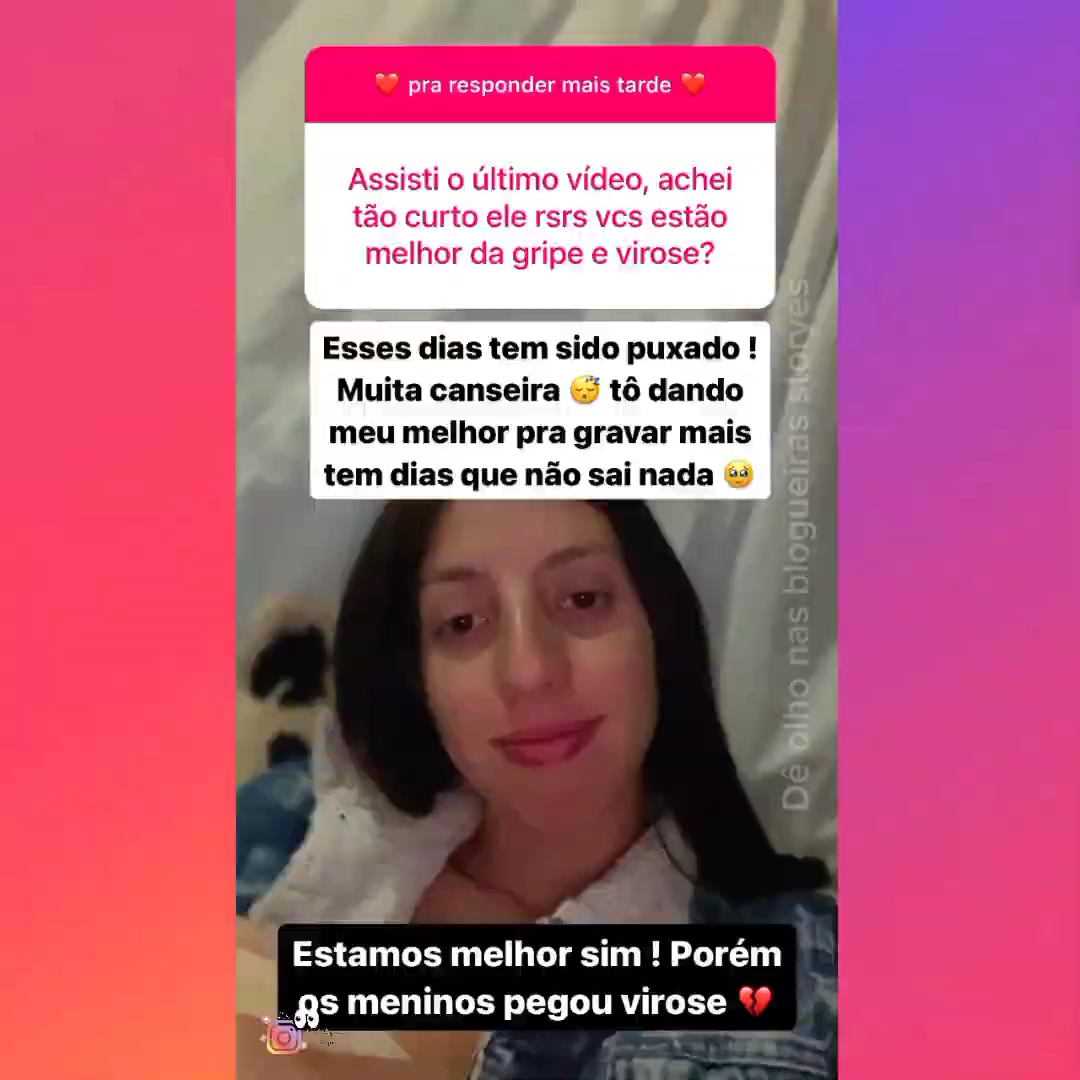 ❤️ pra responder mais tarde ❤️
Assisti o último vídeo, achei
tão curto ele rsrs vcs estão
melhor da gripe e virose?
Esses dias tem sido puxado !
Muita canseira 😴 tô dando
meu melhor pra gravar mais
tem dias que não sai nada 🥹
Dê olho nas blogueiras storyes
Estamos melhor sim ! Porém
os meninos pegou virose 💔